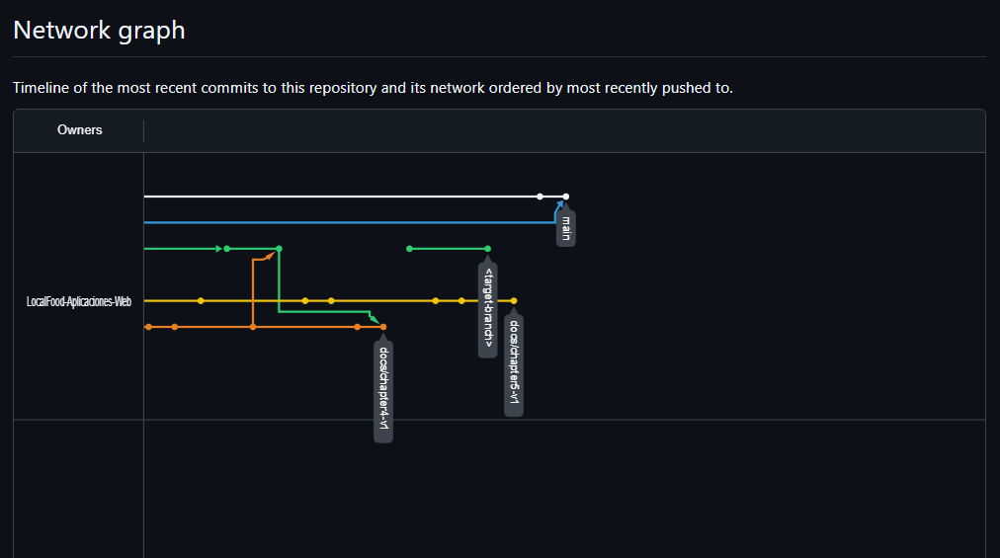 Network graph
Timeline of the most recent commits to this repository and its network ordered by most recently pushed to.
Owners
main
LocalFood-Aplicaciones-Web
<target-branch>
docs/chapter5-v1
docs/chapter4-v1